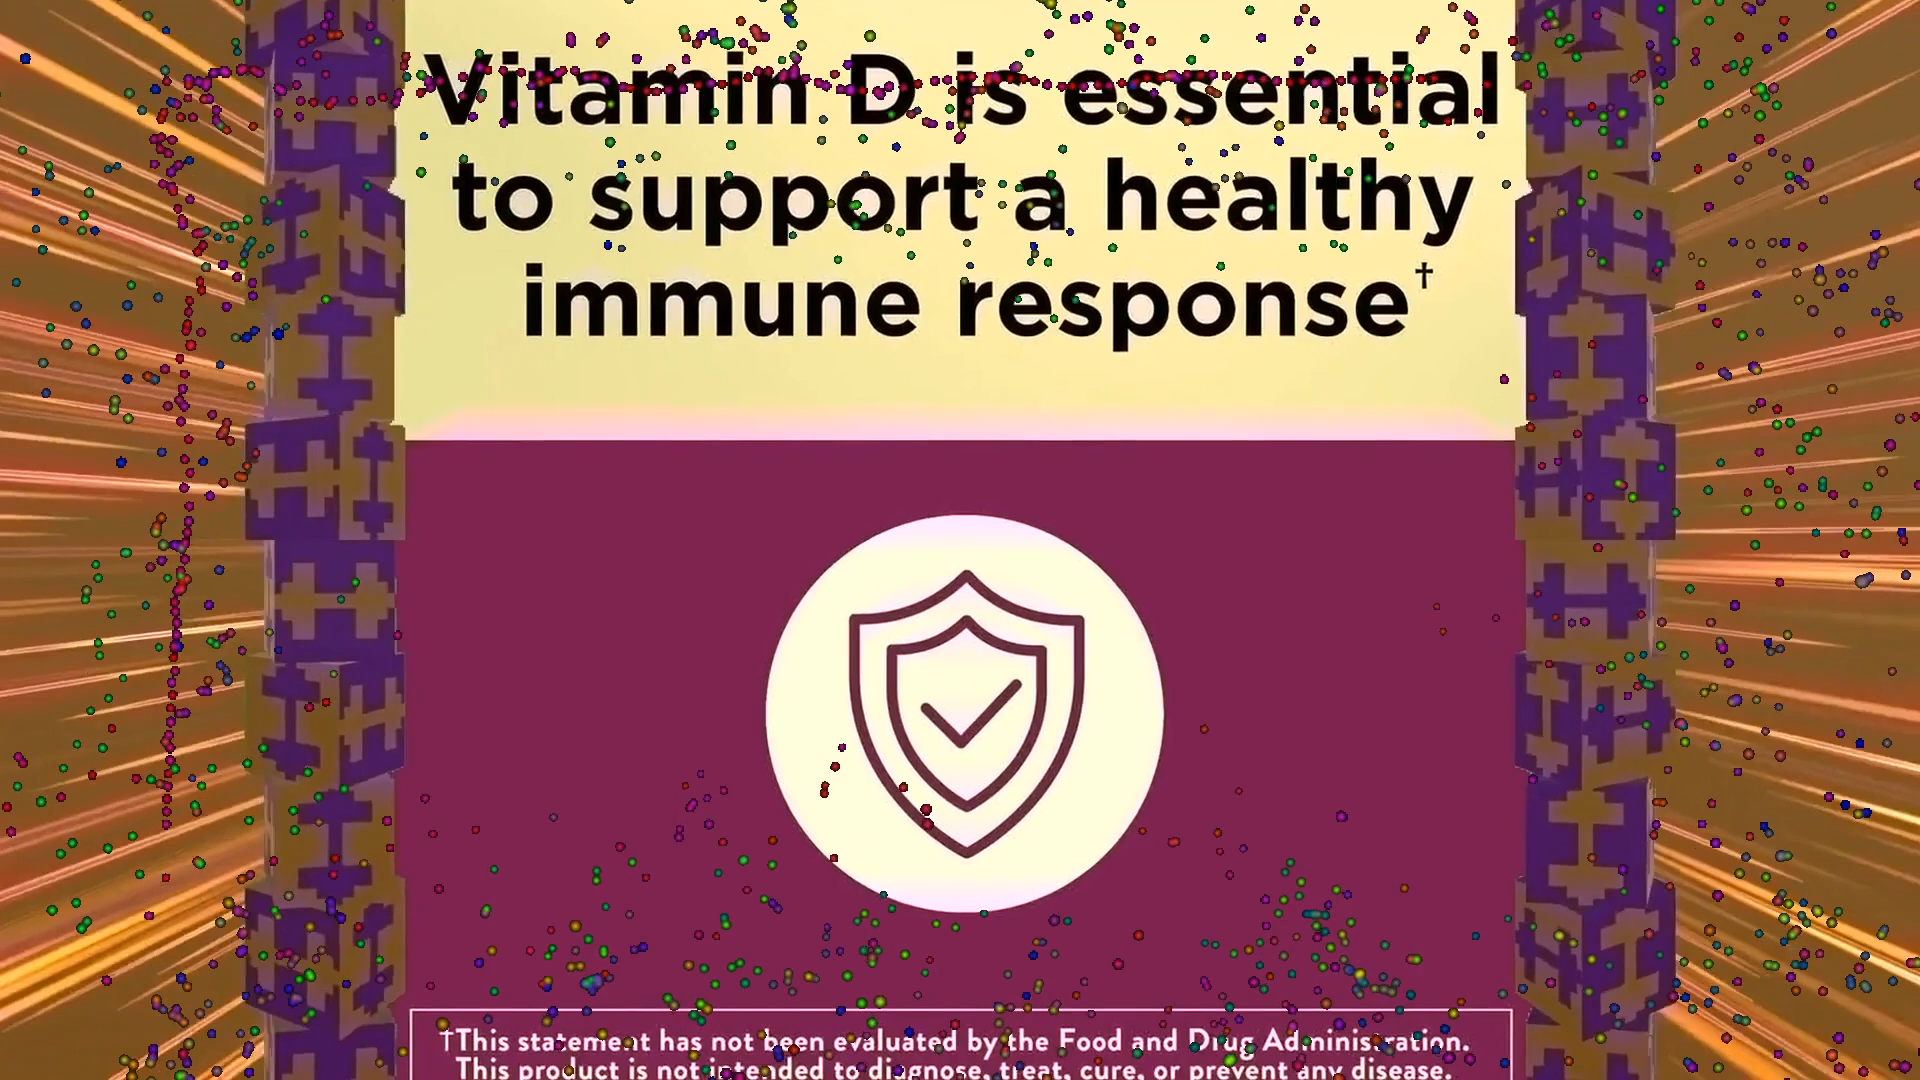 Vitamin D is essential
to support a healthy
immune response†
†This statement has not been evaluated by the Food and Drug Administration.
This product is not intended to diagnose, treat, cure, or prevent any disease.